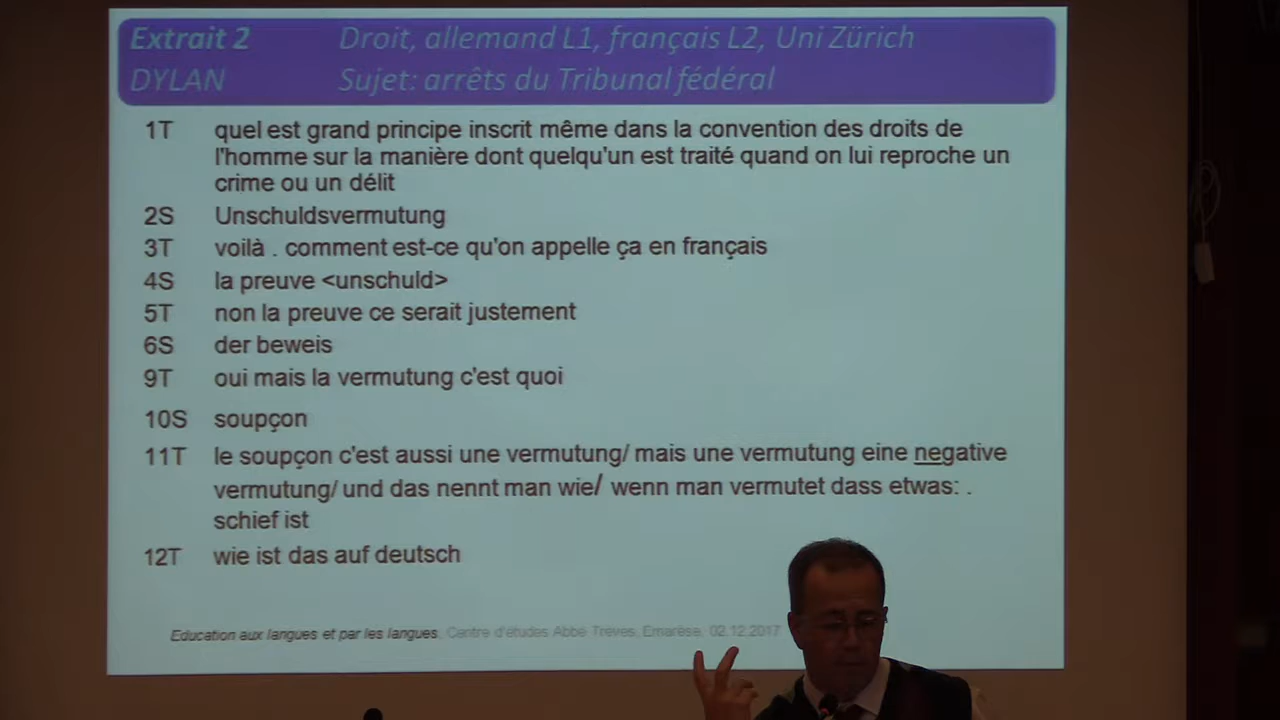 Extrait 2 Droit, allemand L1, français L2, Uni Zürich
DYLAN Sujet: arrêts du Tribunal fédéral
1T quel est grand principe inscrit même dans la convention des droits de
l'homme sur la manière dont quelqu'un est traité quand on lui reproche un
crime ou un délit
2S Unschuldsvermutung
3T voilà . comment est-ce qu'on appelle ça en français
4S la preuve <unschuld>
5T non la preuve ce serait justement
6S der beweis
9T oui mais la vermutung c'est quoi
10S soupçon
11T le soupçon c'est aussi une vermutung/ mais une vermutung eine negative
vermutung/ und das nennt man wie/ wenn man vermutet dass etwas: .
schief ist
12T wie ist das auf deutsch
Education aux langues et par les langues. Centre d'études Abbé Trèves, Emarèse, 02.12.2017